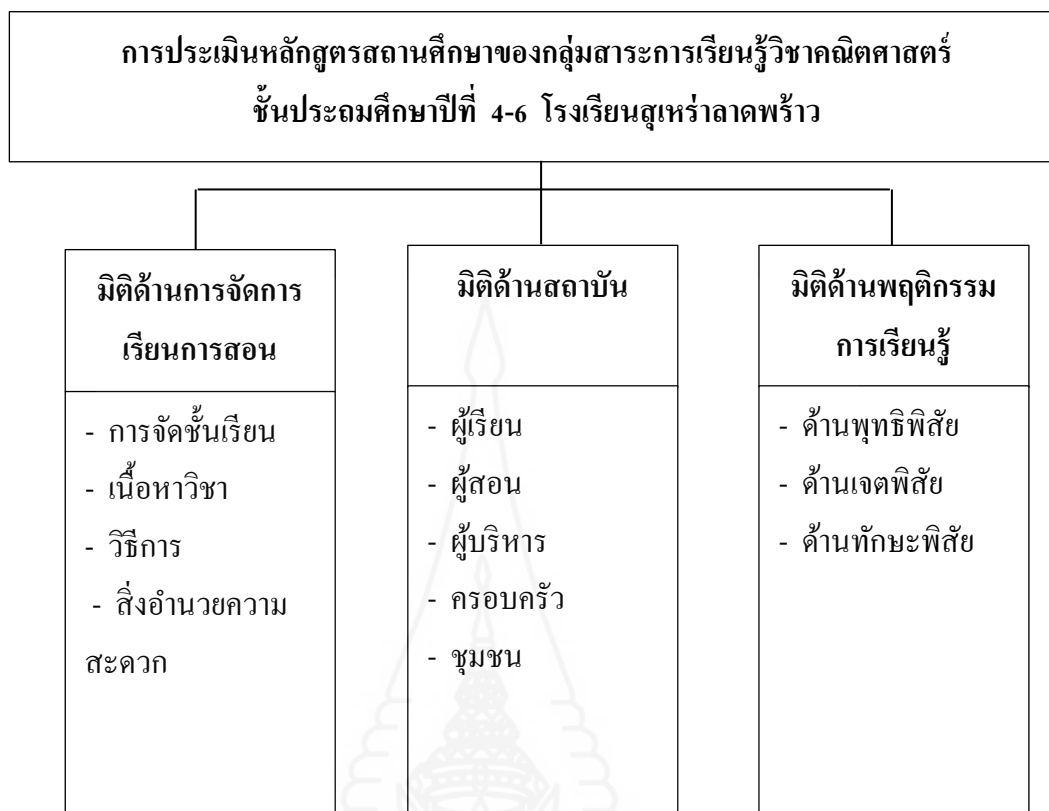 การประเมินหลักสูตรสถานศึกษาของกลุ่มสาระการเรียนรู้วิชาคณิตศาสตร์
ชั้นประถมศึกษาปีที่ 4-6 โรงเรียนสุเหร่าลาดพร้าว
มิติด้านการจัดการ
เรียนการสอน
- การจัดชั้นเรียน
- เนื้อหาวิชา
- วิธีการ
- สิ่งอำนวยความ
สะดวก
มิติด้านสถาบัน
- ผู้เรียน
- ผู้สอน
- ผู้บริหาร
- ครอบครัว
- ชุมชน
มิติด้านพฤติกรรม
การเรียนรู้
- ด้านพุทธิพิสัย
- ด้านเจตพิสัย
- ด้านทักษะพิสัย